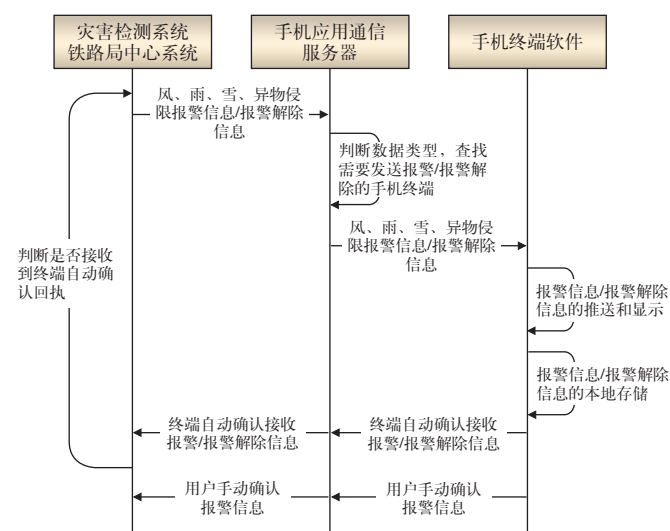 灾害检测系统
铁路局中心系统
手机应用通信
服务器
手机终端软件
风、雨、雪、异物侵
限报警信息/报警解除
信息
判断数据类型，查找
需要发送报警/报警解
除的手机终端
风、雨、雪、异物侵
限报警信息/报警解除
信息
判断是否接收
到终端自动确
认回执
报警信息/报警解除
信息的推送和显示
报警信息/报警解除
信息的本地存储
终端自动确认接收
报警/报警解除信息
终端自动确认接收
报警/报警解除信息
用户手动确认
报警信息
用户手动确认
报警信息